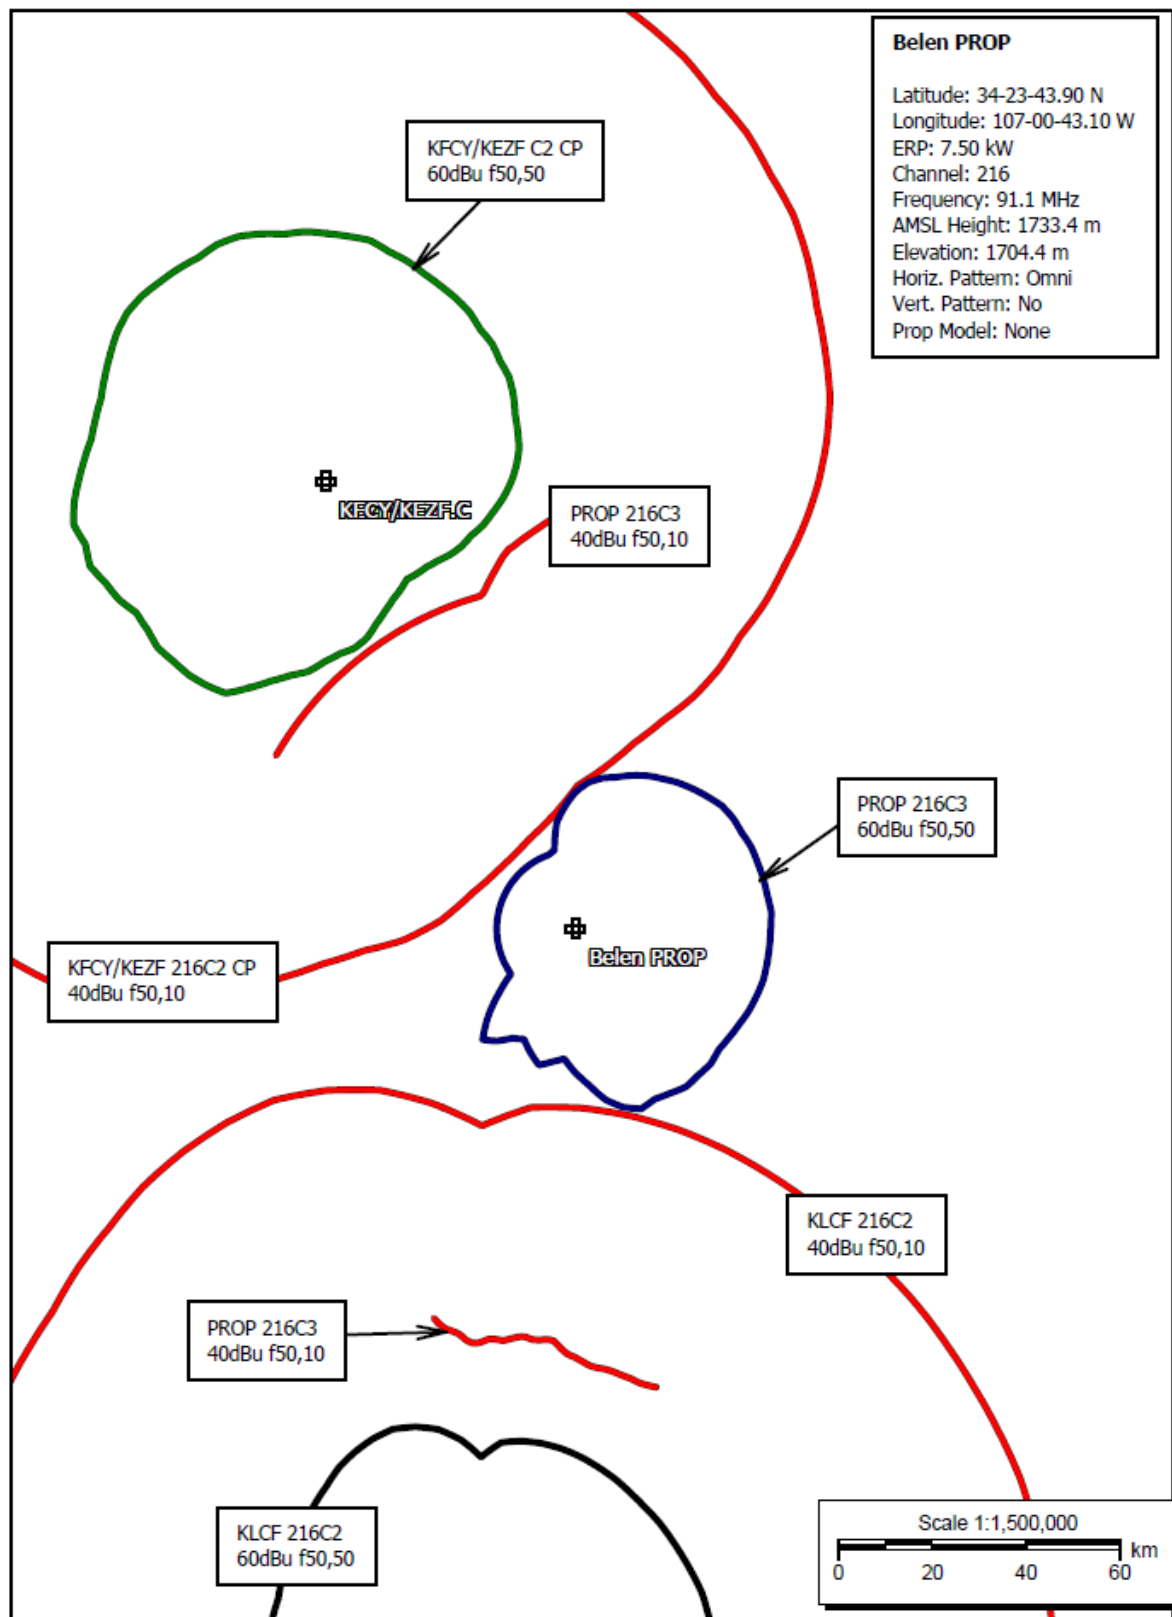 Belen PROP
Latitude: 34-23-43.90 N
Longitude: 107-00-43.10 W
ERP: 7.50 kW
Channel: 216
Frequency: 91.1 MHz
AMSL Height: 1733.4 m
Elevation: 1704.4 m
Horiz. Pattern: Omni
Vert. Pattern: No
Prop Model: None
KFCY/KEZF C2 CP
60dBu f50,50
KFCY/KEZF.C
PROP 216C3
40dBu f50,10
PROP 216C3
60dBu f50,50
Belen PROP
KFCY/KEZF 216C2 CP
40dBu f50,10
KLCF 216C2
40dBu f50,10
PROP 216C3
40dBu f50,10
KLCF 216C2
60dBu f50,50
Scale 1:1,500,000
km
0 20 40 60